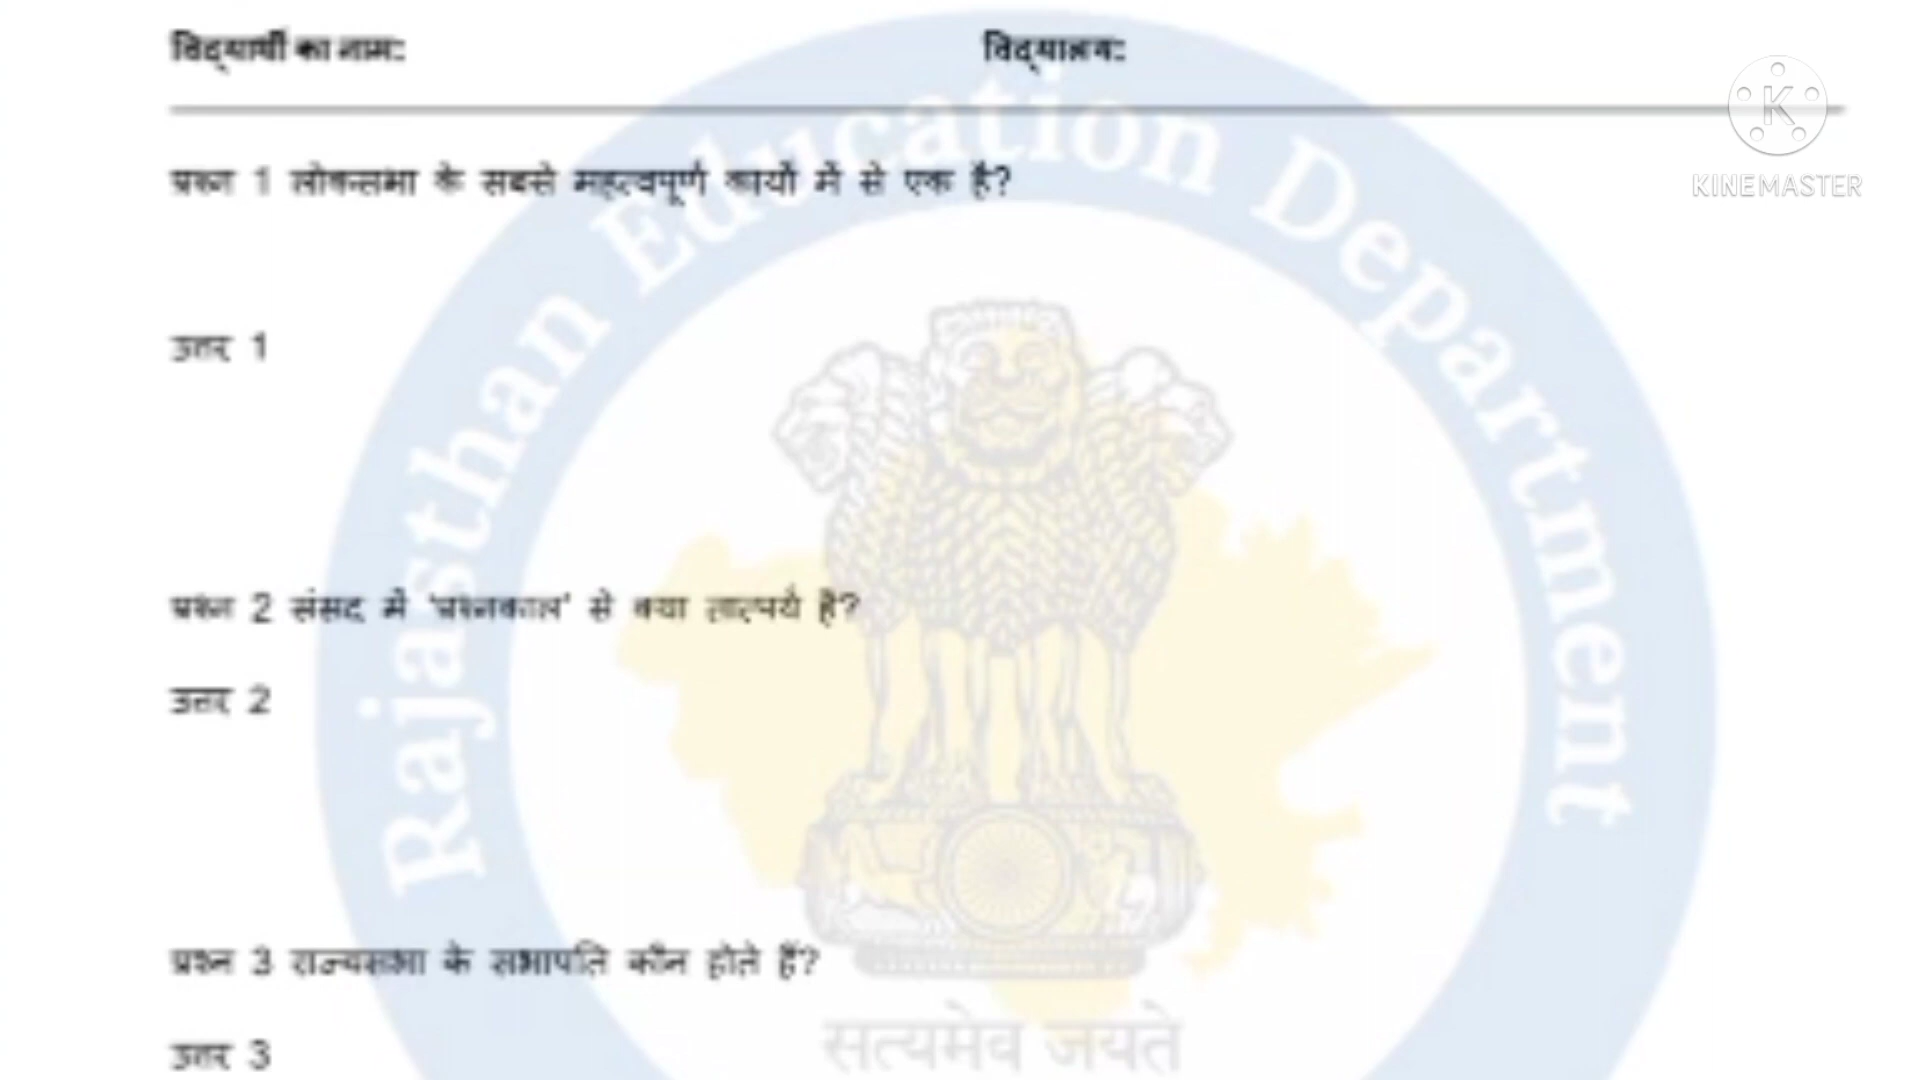 विद्यार्थी का नाम: विद्यालय:
K
KINEMASTER
Rajasthan Education Department
प्रश्न 1 लोकसभा के सबसे महत्वपूर्ण कार्यों में से एक है?
उत्तर 1
प्रश्न 2 संसद में 'प्रश्नकाल' से क्या तात्पर्य है?
उत्तर 2
प्रश्न 3 राज्यसभा के सभापति कौन होते हैं?
सत्यमेव जयते
उत्तर 3